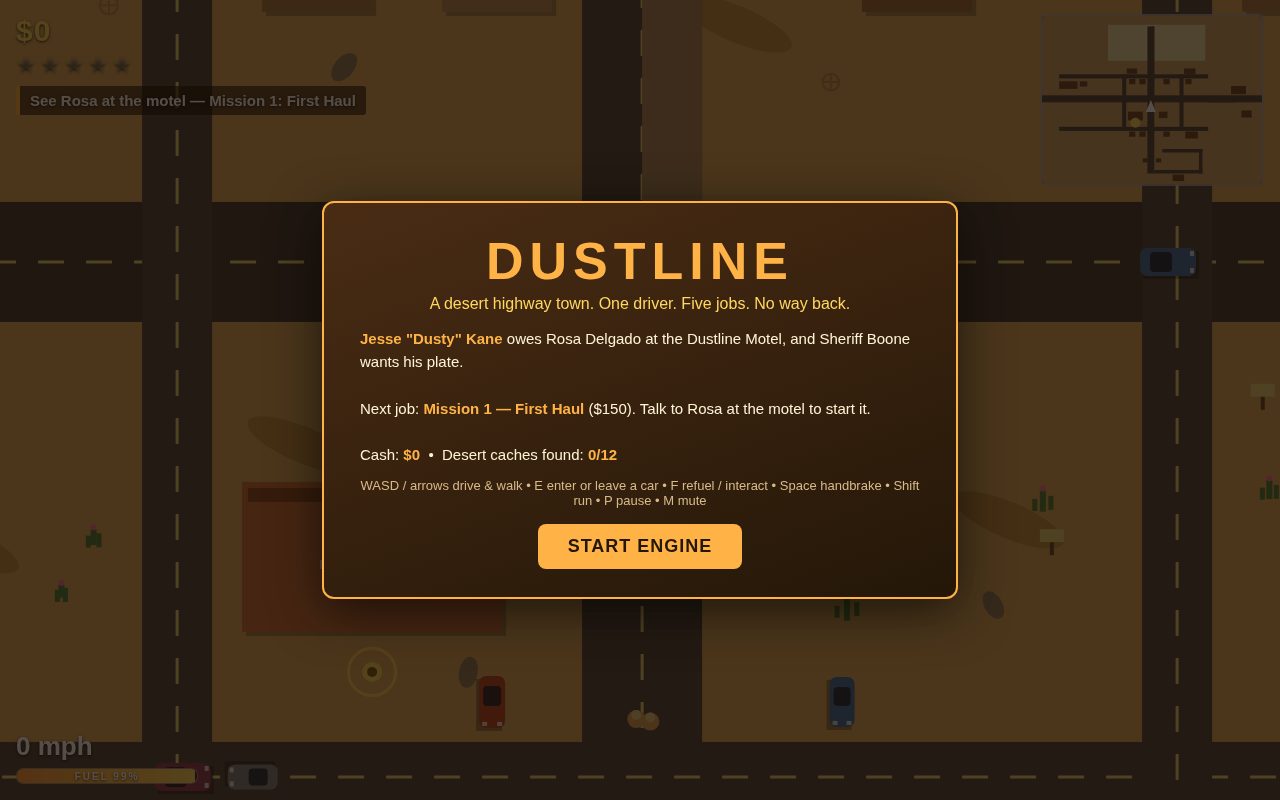 $0
See Rosa at the motel — Mission 1: First Haul
DUSTLINE
A desert highway town. One driver. Five jobs. No way back.
Jesse "Dusty" Kane owes Rosa Delgado at the Dustline Motel, and Sheriff Boone
wants his plate.
Next job: Mission 1 — First Haul ($150). Talk to Rosa at the motel to start it.
Cash: $0 • Desert caches found: 0/12
WASD / arrows drive & walk • E enter or leave a car • F refuel / interact • Space handbrake • Shift
run • P pause • M mute
START ENGINE
0 mph
FUEL 99%